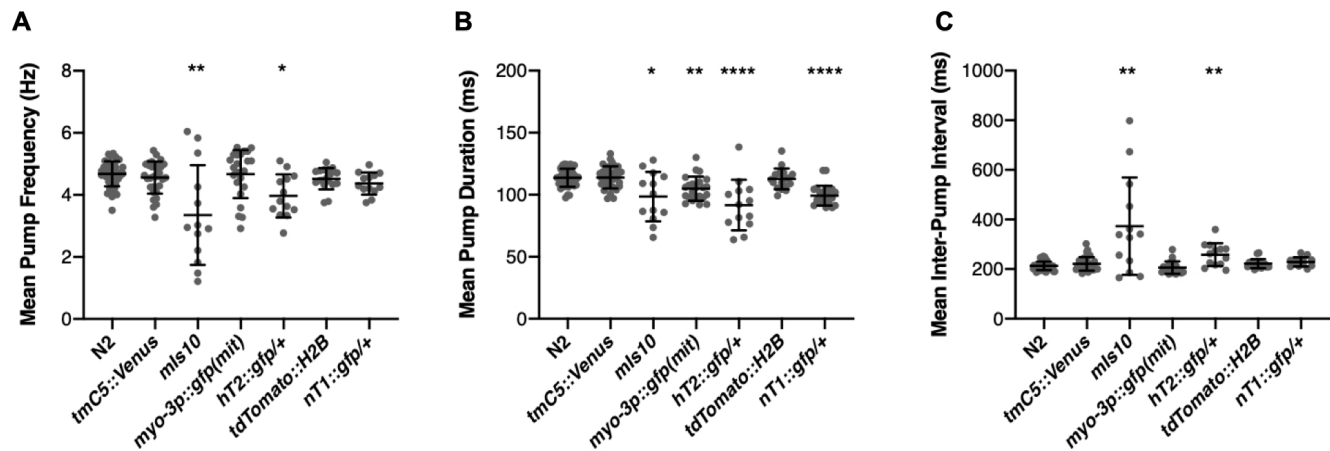 A
Mean Pump Frequency (Hz)
8
6
4
2
0
** *
N2
tmC5::Venus
mIs10
myo-3p::gfp(mit)
hT2::gfp/+
tdTomato::H2B
nT1::gfp/+
B
Mean Pump Duration (ms)
200
150
100
50
0
* ** **** ****
N2
tmC5::Venus
mIs10
myo-3p::gfp(mit)
hT2::gfp/+
tdTomato::H2B
nT1::gfp/+
C
Mean Inter-Pump Interval (ms)
1000
800
600
400
200
0
** **
N2
tmC5::Venus
mIs10
myo-3p::gfp(mit)
hT2::gfp/+
tdTomato::H2B
nT1::gfp/+